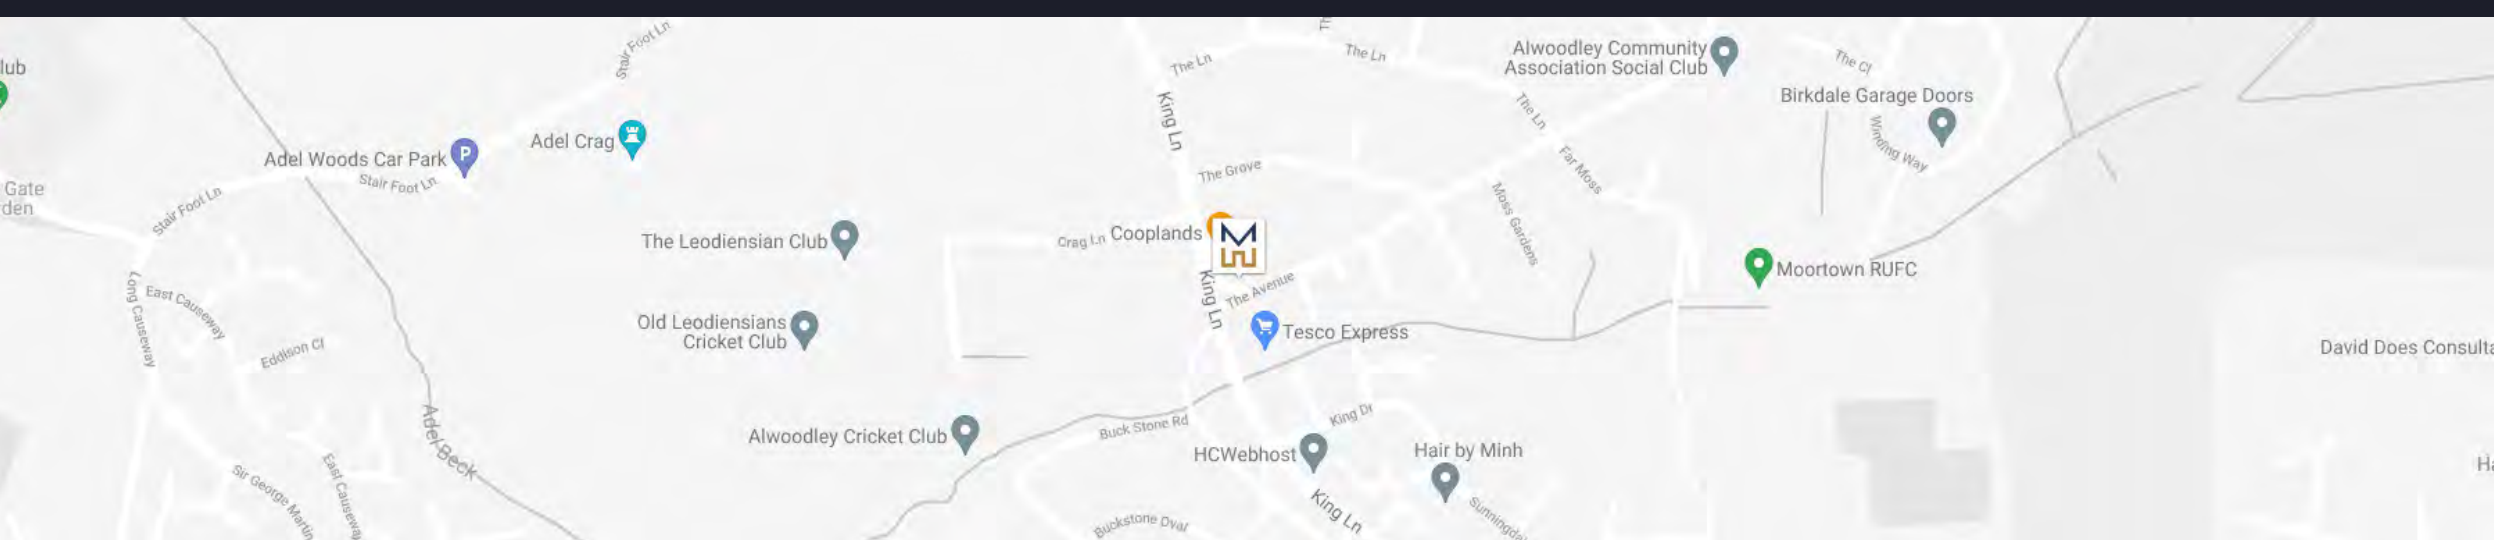 Stair Foot Ln
The Ln
The Ln
Alwoodley Community
Association Social Club
The Cl
lub
Birkdale Garage Doors
King Ln
The Ln
Winding Way
Adel Crag
Adel Woods Car Park
P
Stair Foot Ln
The Grove
Far Moss
Gate
den
Stair Foot Ln
Moss Gardens
The Leodiensian Club
Crag Ln
Cooplands
M
Moortown RUFC
King Ln
The Avenue
Long Causeway
East Causeway
Old Leodiensians
Cricket Club
Tesco Express
Eddison Cl
David Does Consulta
Adel Beck
Alwoodley Cricket Club
Buck Stone Rd
King Dr
HCWebhost
Hair by Minh
Ha
Sir George Martin
East Causeway
King Ln
Buckstone Oval
Sunningda